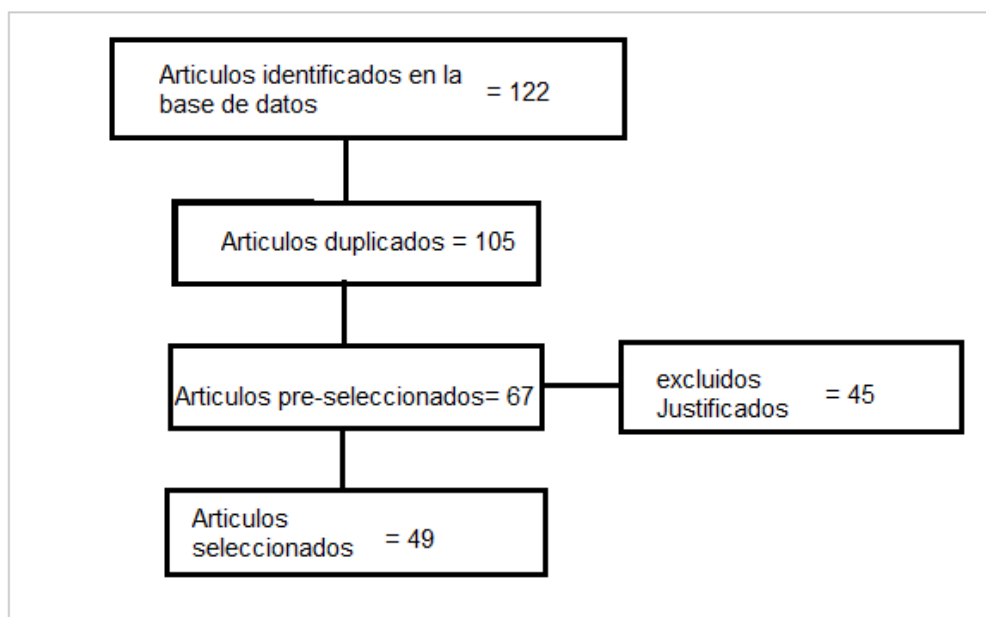 Articulos identificados en la
base de datos = 122
Articulos duplicados = 105
Articulos pre-seleccionados= 67
excluidos
Justificados = 45
Articulos
seleccionados = 49